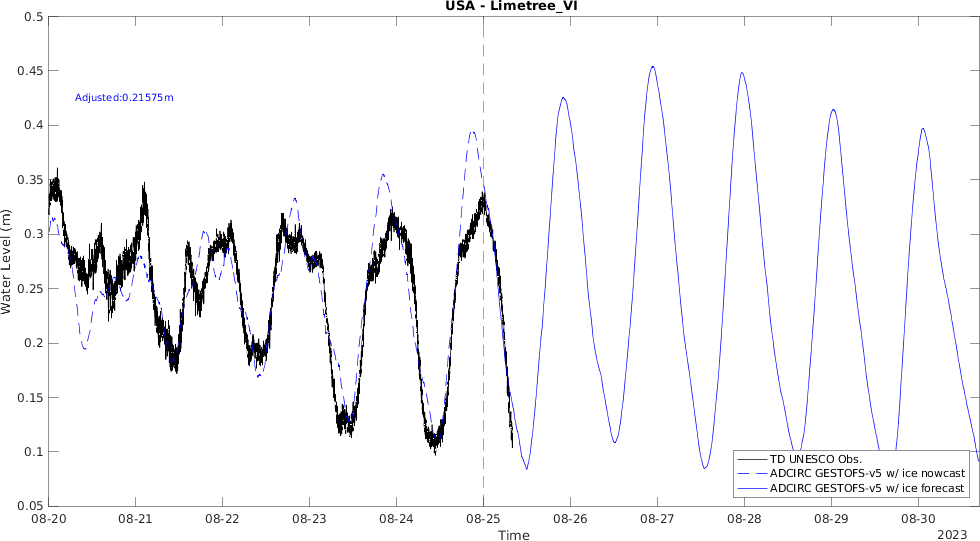 USA - Limetree_VI
0.5
0.45
Adjusted:0.21575m
0.4
0.35
0.3
0.25
0.2
0.15
0.1
0.05
Water Level (m)
TD UNESCO Obs.
ADCIRC GESTOFS-v5 w/ ice nowcast
ADCIRC GESTOFS-v5 w/ ice forecast
08-20 08-21 08-22 08-23 08-24 08-25 08-26 08-27 08-28 08-29 08-30
Time
2023